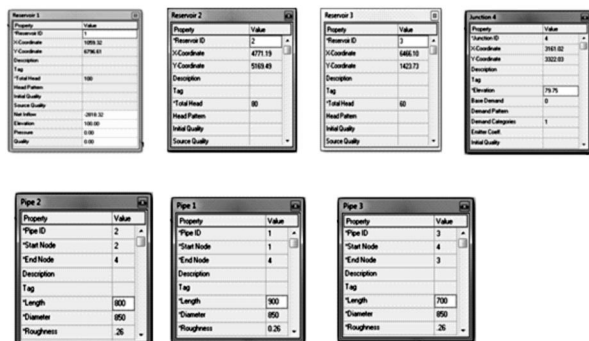 Reservoir 1
Property Value
*Reservoir ID 1
X-Coordinate 1059.32
Y-Coordinate 6796.61
Description
Tag
*Total Head 100
Head Pattern
Initial Quality
Source Quality
Net Inflow -2818.32
Elevation 100.00
Pressure 0.00
Quality 0.00
Reservoir 2
Property Value
*Reservoir ID 2
X-Coordinate 4771.19
Y-Coordinate 5169.49
Description
Tag
*Total Head 80
Head Pattern
Initial Quality
Source Quality
Reservoir 3
Property Value
*Reservoir ID 3
X-Coordinate 6466.10
Y-Coordinate 1423.73
Description
Tag
*Total Head 60
Head Pattern
Initial Quality
Source Quality
Junction 4
Property Value
*Junction ID 4
X-Coordinate 3161.02
Y-Coordinate 3322.03
Description
Tag
*Elevation 79.75
Base Demand 0
Demand Pattern
Demand Categories 1
Emitter Coeff.
Initial Quality
Pipe 2
Property Value
*Pipe ID 2
*Start Node 2
*End Node 4
Description
Tag
*Length 800
*Diameter 850
*Roughness .26
Pipe 1
Property Value
*Pipe ID 1
*Start Node 1
*End Node 4
Description
Tag
*Length 900
*Diameter 850
*Roughness 0.26
Pipe 3
Property Value
*Pipe ID 3
*Start Node 4
*End Node 3
Description
Tag
*Length 700
*Diameter 850
*Roughness .26